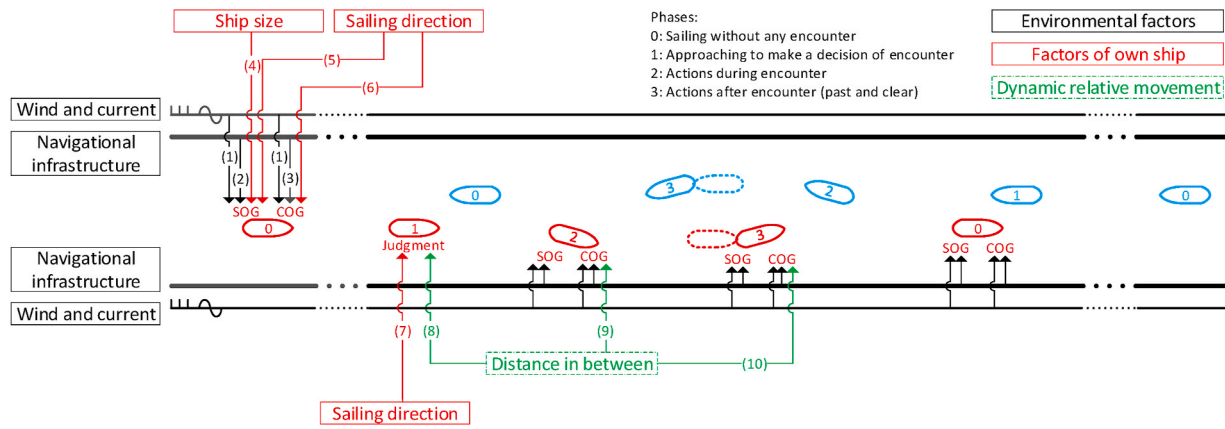 Ship size
Sailing direction
Phases:
0: Sailing without any encounter
1: Approaching to make a decision of encounter
2: Actions during encounter
3: Actions after encounter (past and clear)
Environmental factors
Factors of own ship
Dynamic relative movement
(4)
(5)
(6)
Wind and current
Navigational
infrastructure
(1)
(2)
(1)
(3)
SOG
COG
0
0
3
2
1
0
1
Judgment
2
3
0
SOG
COG
SOG
COG
SOG
COG
Navigational
infrastructure
Wind and current
(7)
(8)
(9)
(10)
Distance in between
Sailing direction